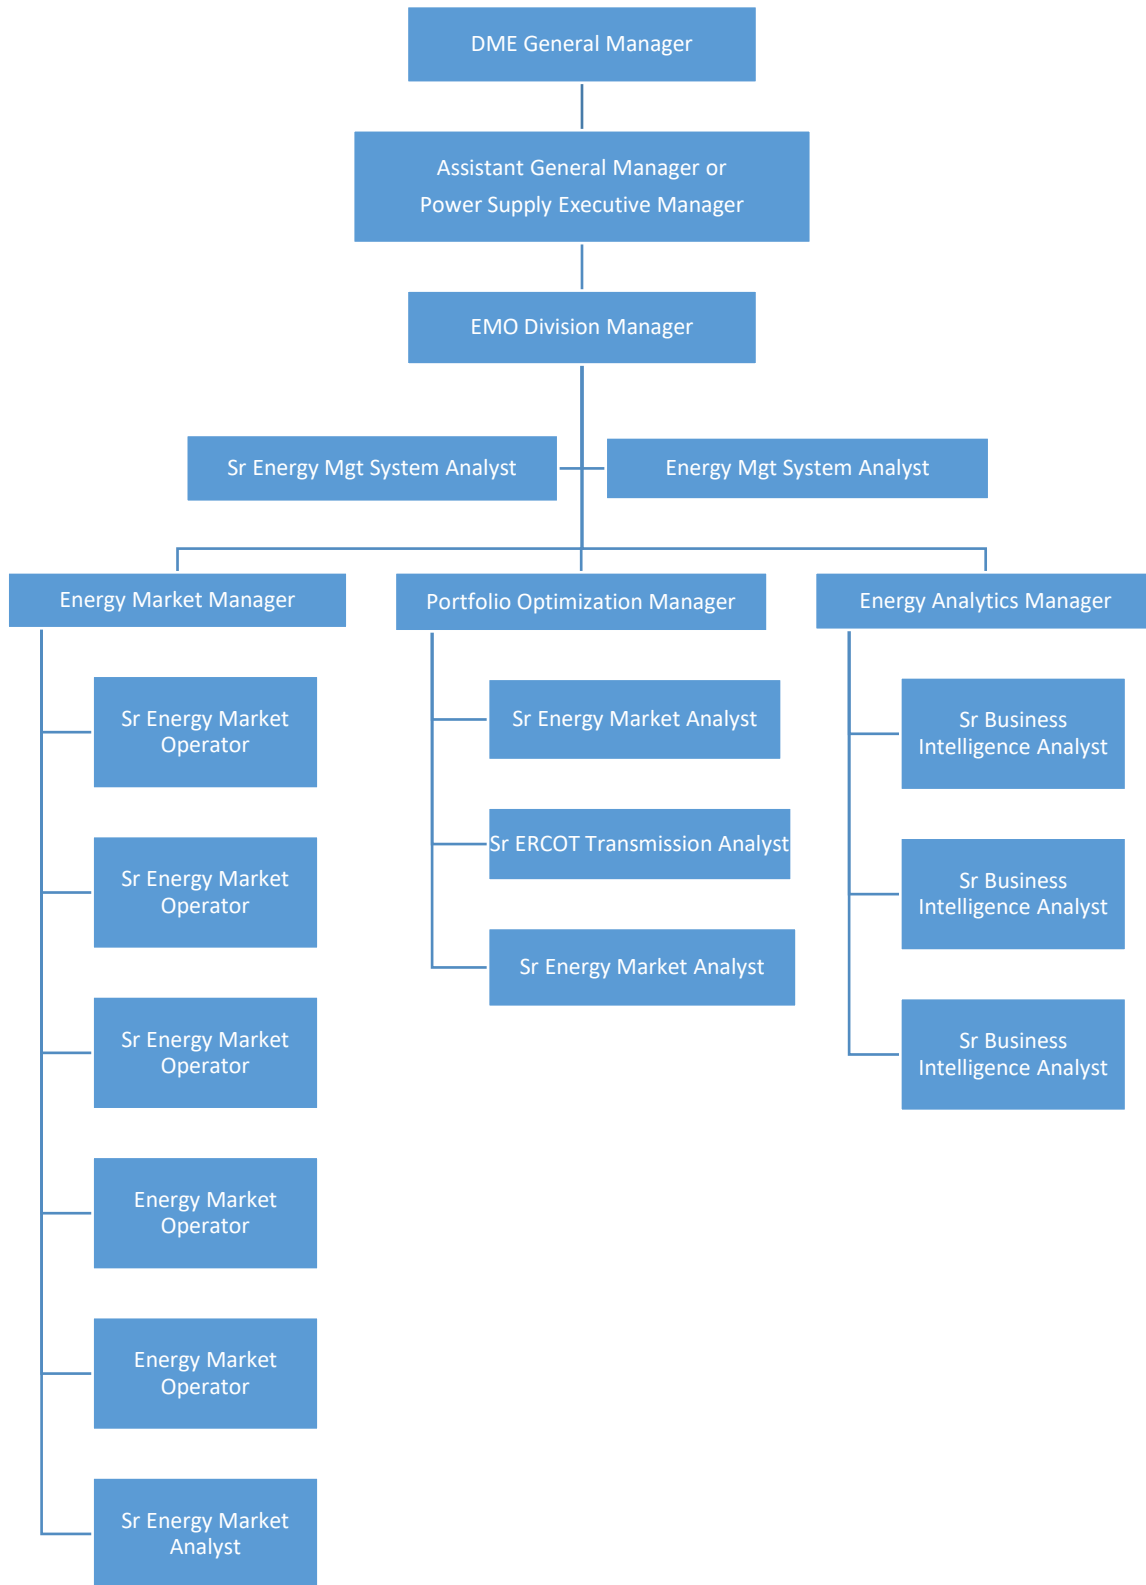 DME General Manager
Assistant General Manager or
Power Supply Executive Manager
EMO Division Manager
Sr Energy Mgt System Analyst
Energy Mgt System Analyst
Energy Market Manager
Sr Energy Market
Operator
Sr Energy Market
Operator
Sr Energy Market
Operator
Energy Market
Operator
Energy Market
Operator
Sr Energy Market
Analyst
Portfolio Optimization Manager
Sr Energy Market Analyst
Sr ERCOT Transmission Analyst
Sr Energy Market Analyst
Energy Analytics Manager
Sr Business
Intelligence Analyst
Sr Business
Intelligence Analyst
Sr Business
Intelligence Analyst